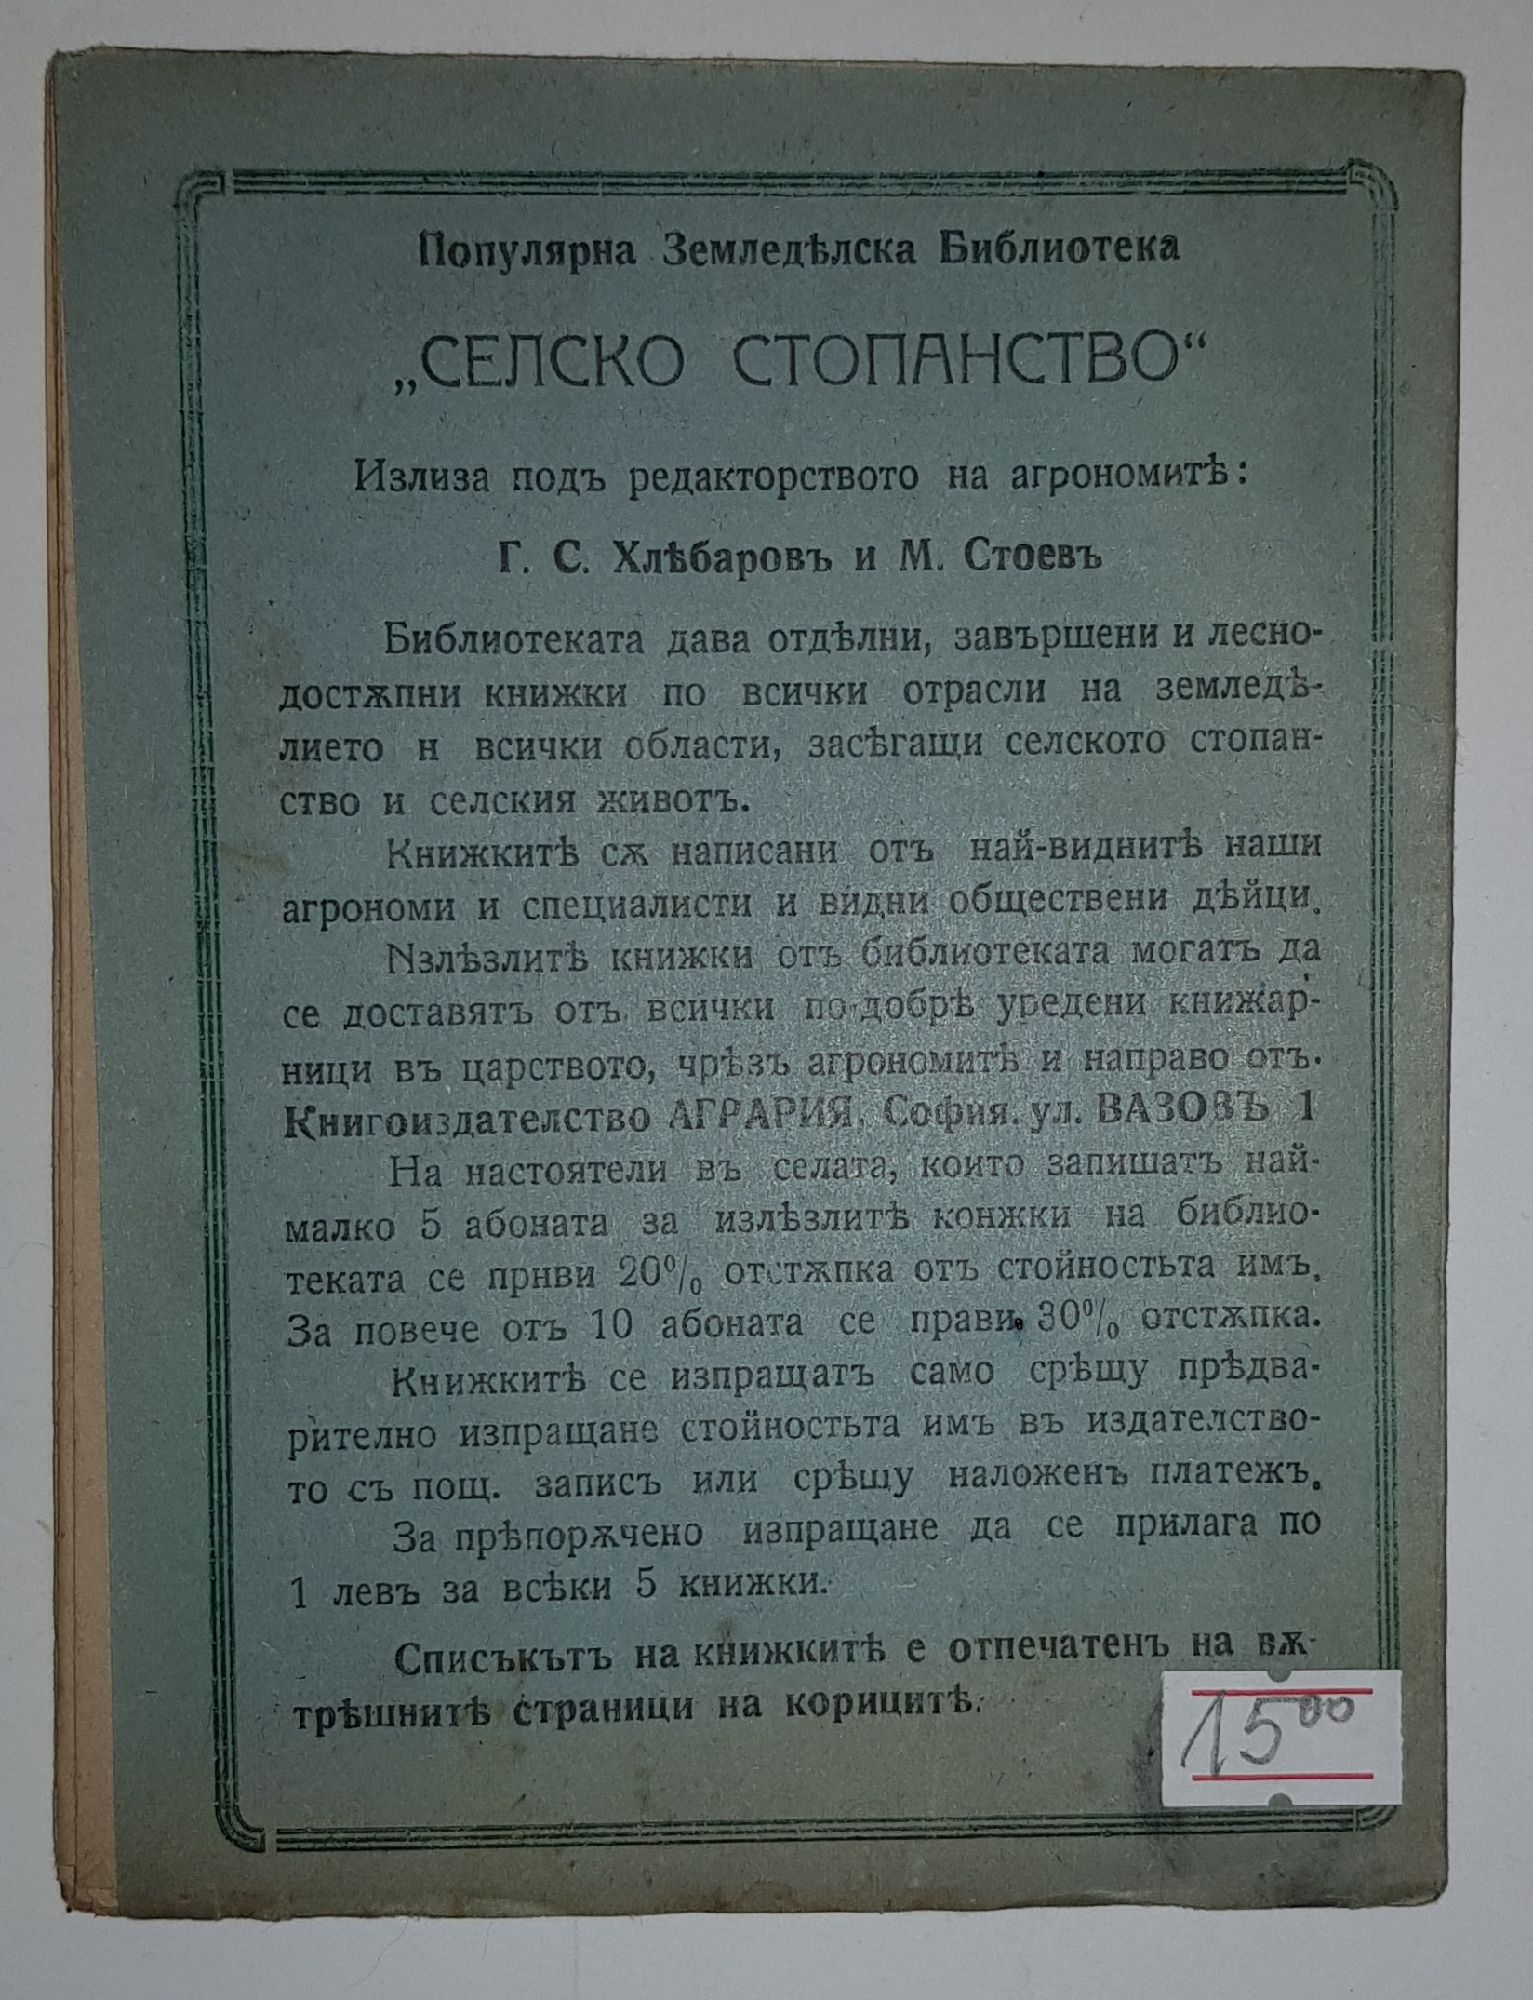 Популярна Земледѣлска Библиотека
„СЕЛСКО СТОПАНСТВО“
Излиза подъ редакторството на агрономитѣ:
Г. С. Хлѣбаровъ и М. Стоевъ
Библиотеката дава отдѣлни, завършени и лесно-
достѫпни книжки по всички отрасли на земледѣ-
лието н всички области, засѣгащи селското стопан-
ство и селския животъ.
Книжкитѣ сѫ написани отъ най-виднитѣ наши
агрономи и специалисти и видни обществени дѣйци.
Излѣзлитѣ книжки отъ библиотеката могатъ да
се доставятъ отъ всички по-добрѣ уредени книжар-
ници въ царството, чрѣзъ агрономитѣ и направо отъ.
Книгоиздателство АГРАРИЯ, София. ул. ВАЗОВЪ 1
На настоятели въ селата, които запишатъ най-
малко 5 абоната за излѣзлитѣ конжки на библио-
теката се прнви 20% отстѫпка отъ стойностьта имъ.
За повече отъ 10 абоната се прави 30% отстѫпка.
Книжкитѣ се изпращатъ само срѣщу прѣдва-
рително изпращане стойностьта имъ въ издателство-
то съ пощ. записъ или срѣщу наложенъ платежъ.
За прѣпорѫчено изпращане да се прилага по
1 левъ за всѣки 5 книжки.
Списъкътъ на книжкитѣ е отпечатенъ на вѫ-
трѣшнитѣ страници на корицитѣ.
15⁰⁰